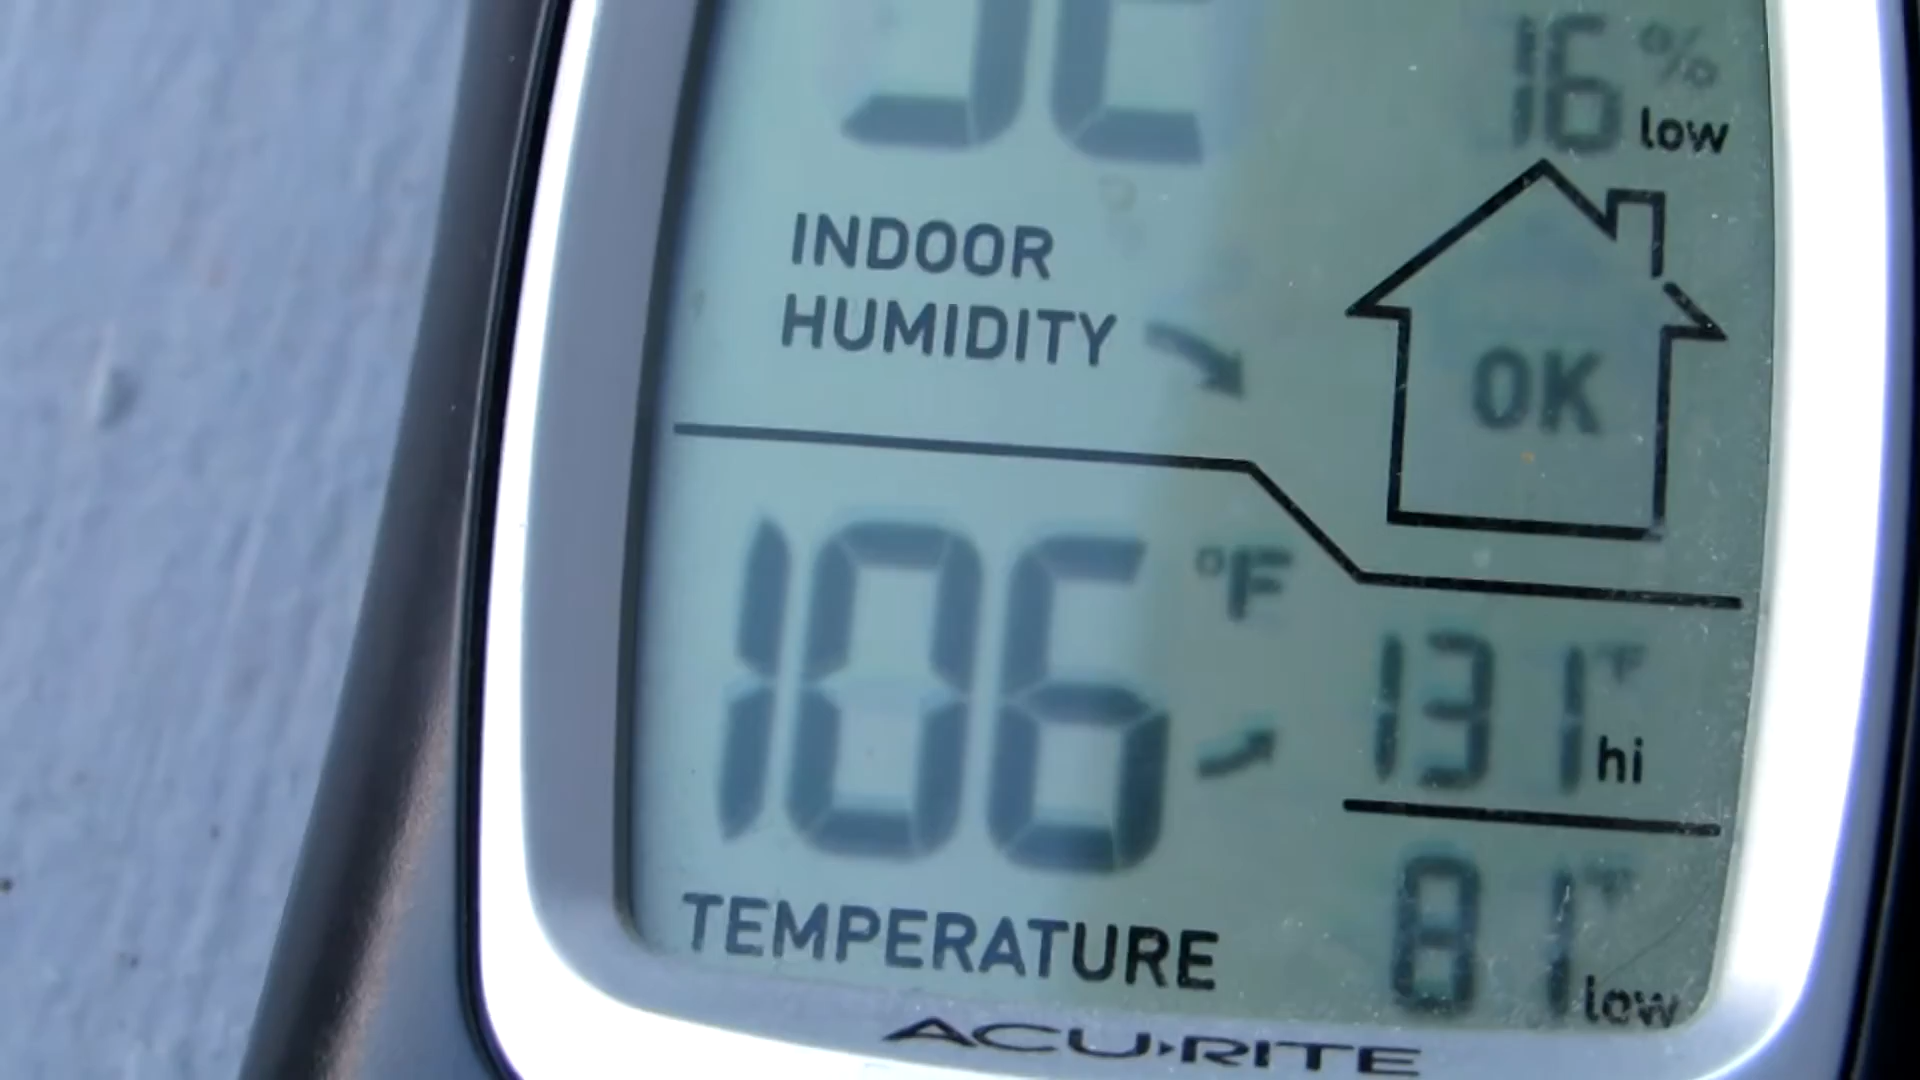 16 %
low
INDOOR
HUMIDITY
OK
106 °F
131 °F
hi
TEMPERATURE
81 °F
low
ACU·RITE